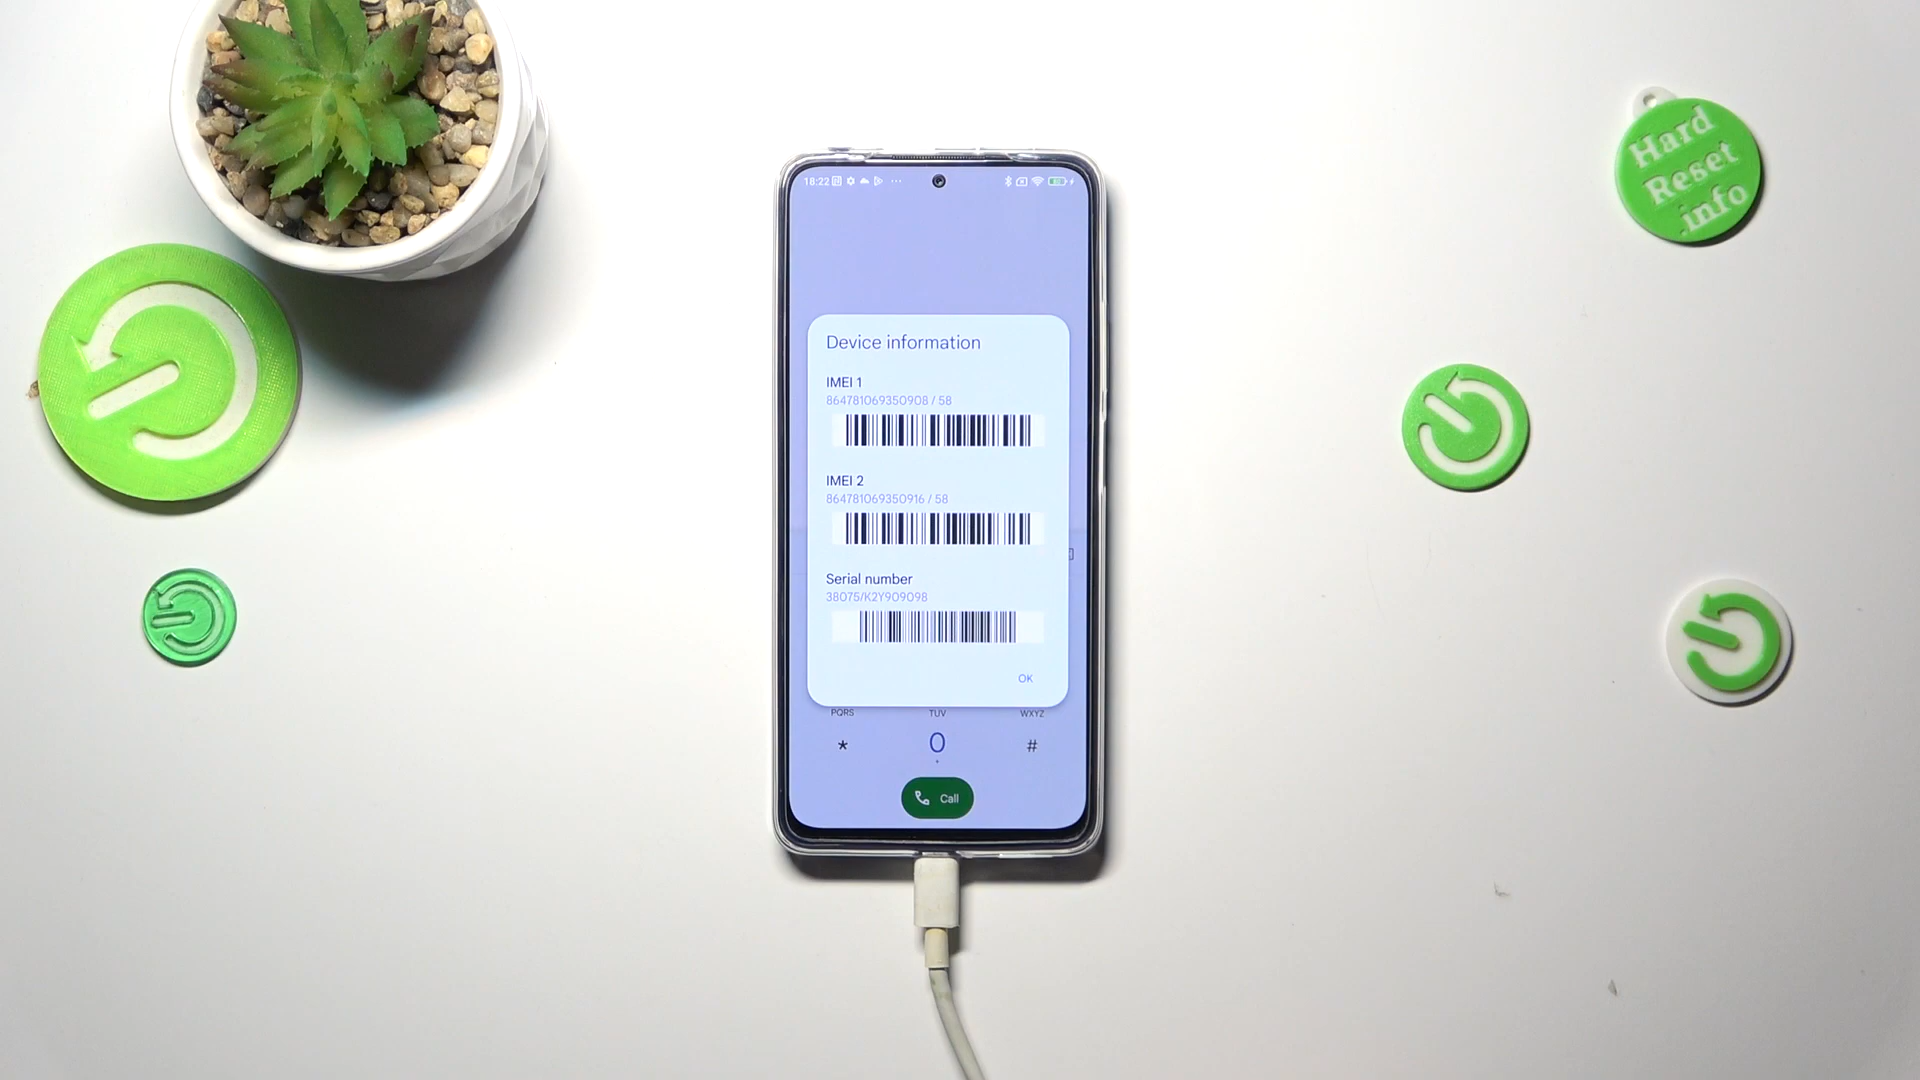 18:22
Hard
Reset
.info
Device information
IMEI 1
864781069350908 / 58
IMEI 2
864781069350916 / 58
Serial number
38075/K2Y909098
OK
PQRS TUV WXYZ
* 0 #
+
Call